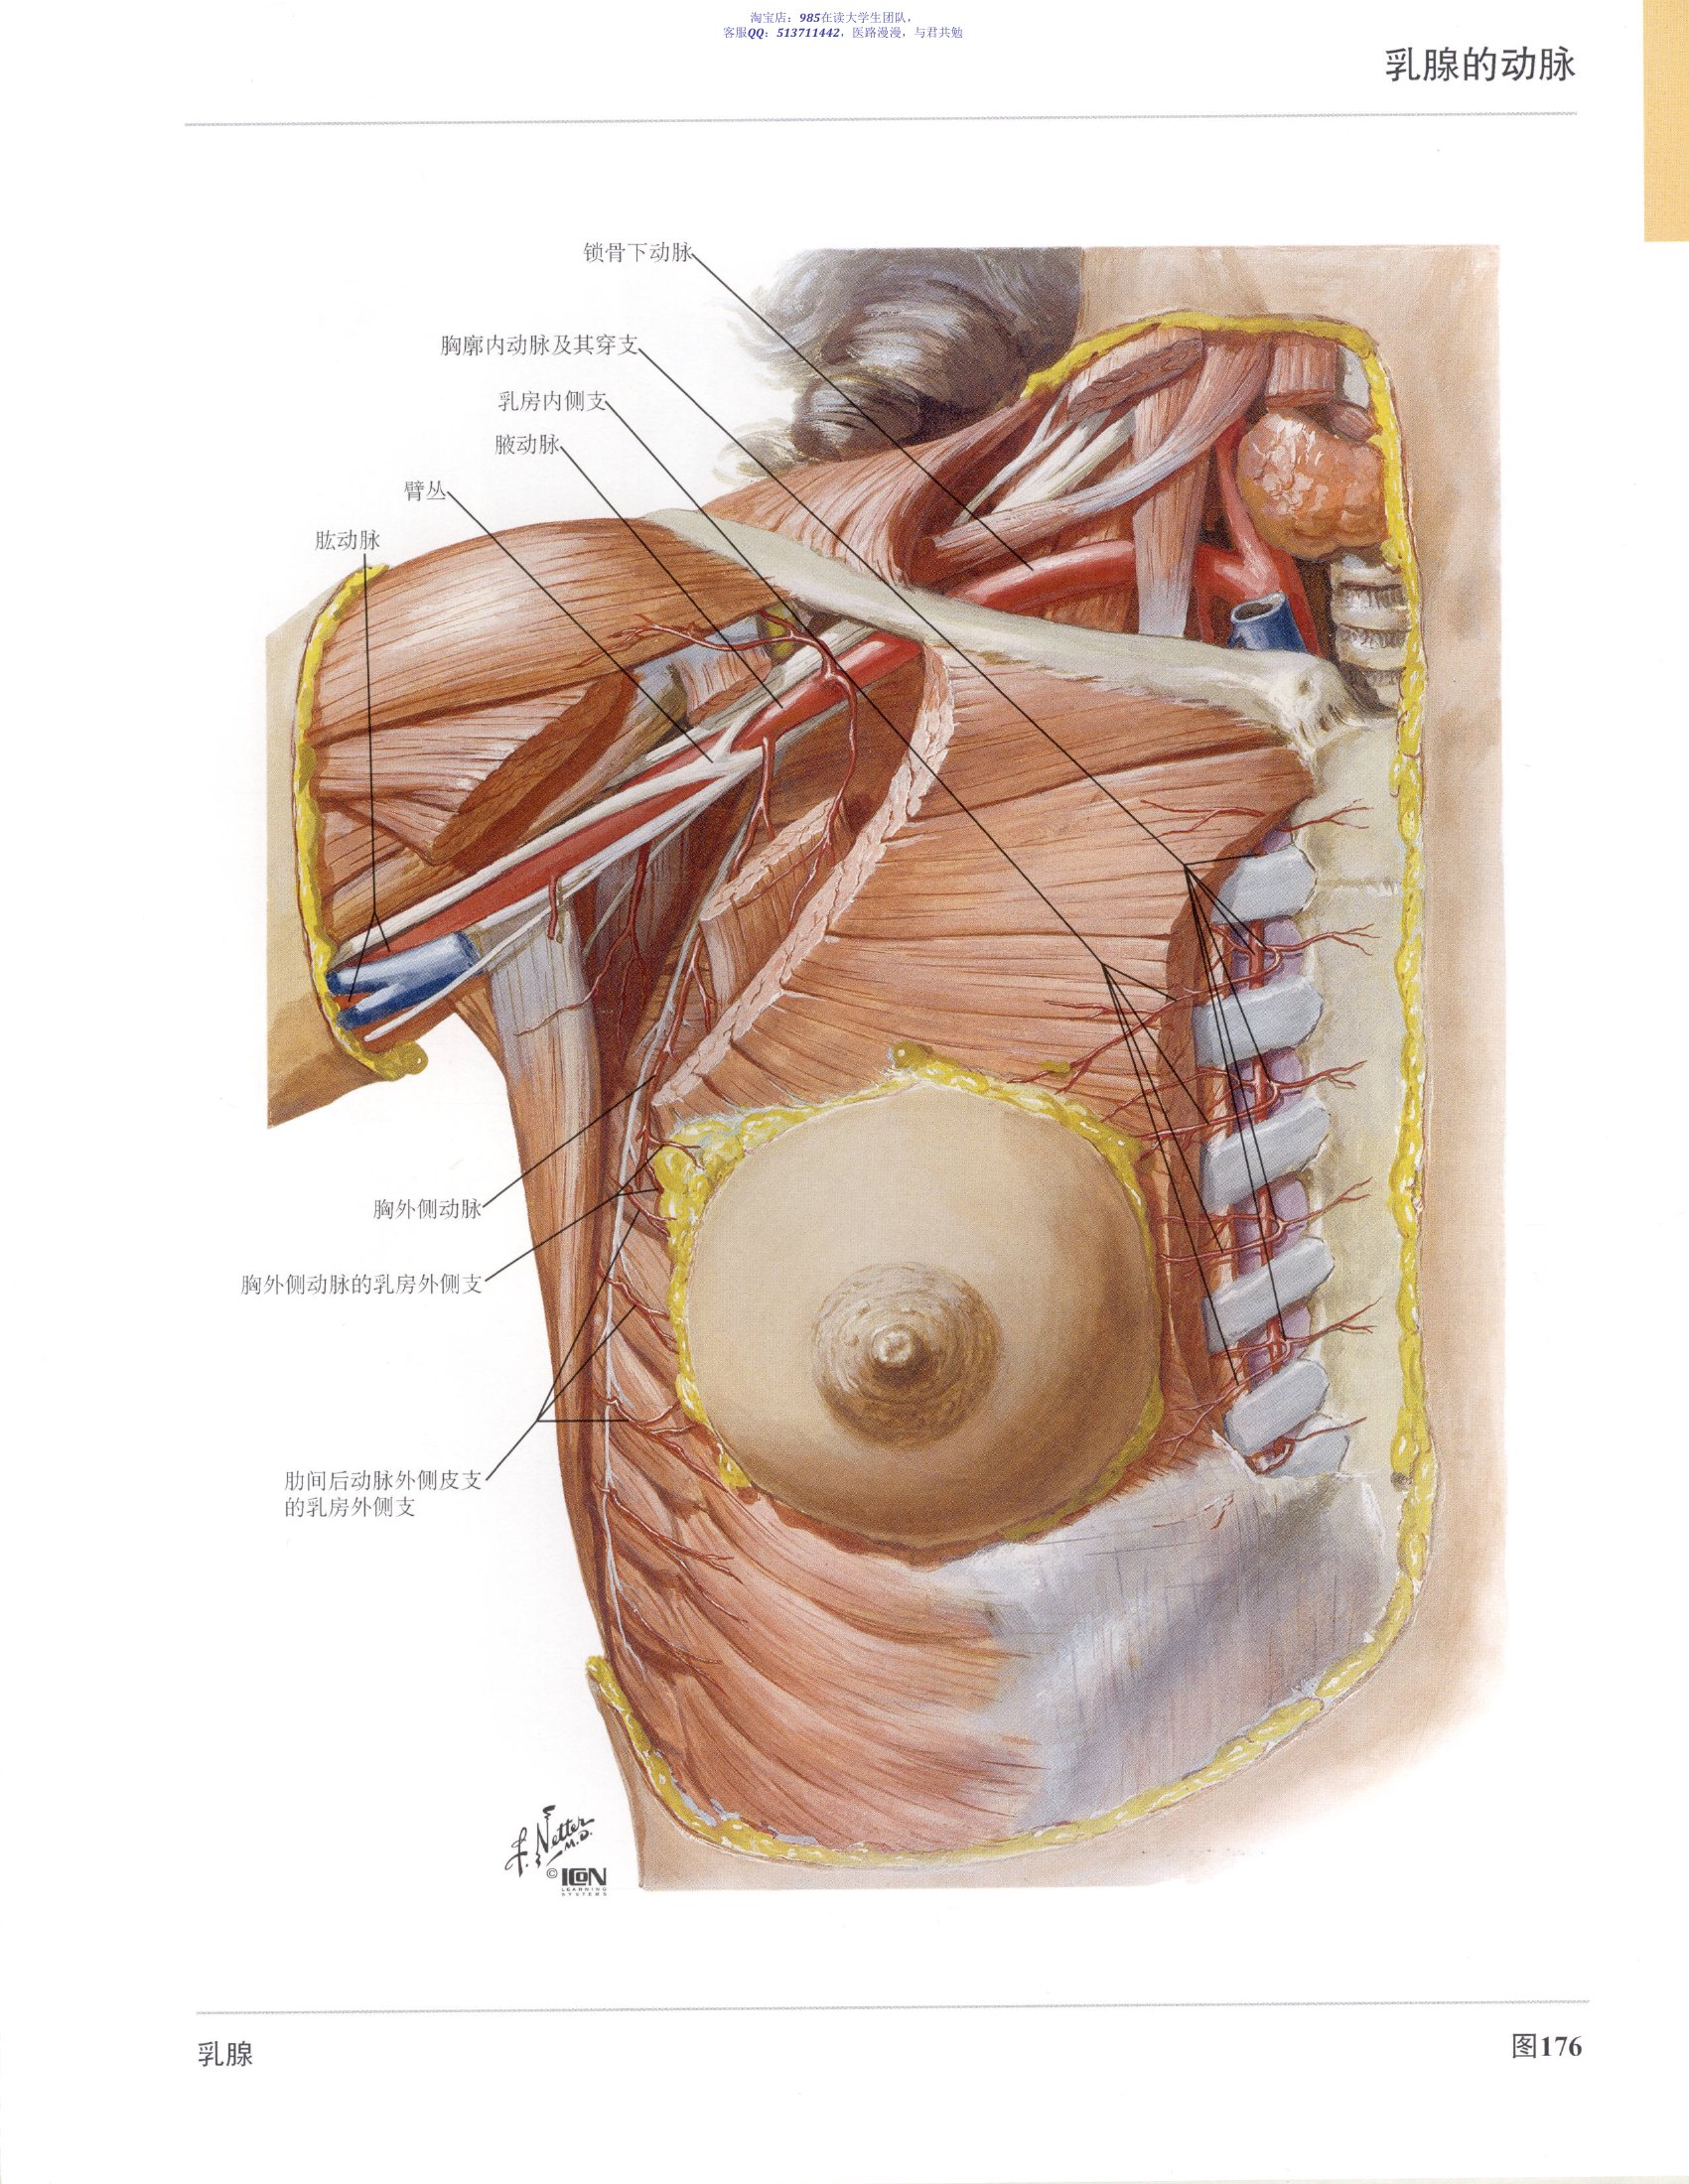 淘宝店：985在读大学生团队，
客服QQ：513711442，医路漫漫，与君共勉
乳腺的动脉
锁骨下动脉
胸廓内动脉及其穿支
乳房内侧支
腋动脉
臂丛
肱动脉
胸外侧动脉
胸外侧动脉的乳房外侧支
肋间后动脉外侧皮支
的乳房外侧支
F. Netter
M.D.
© ICON
LEARNING
SYSTEMS
乳腺
图176